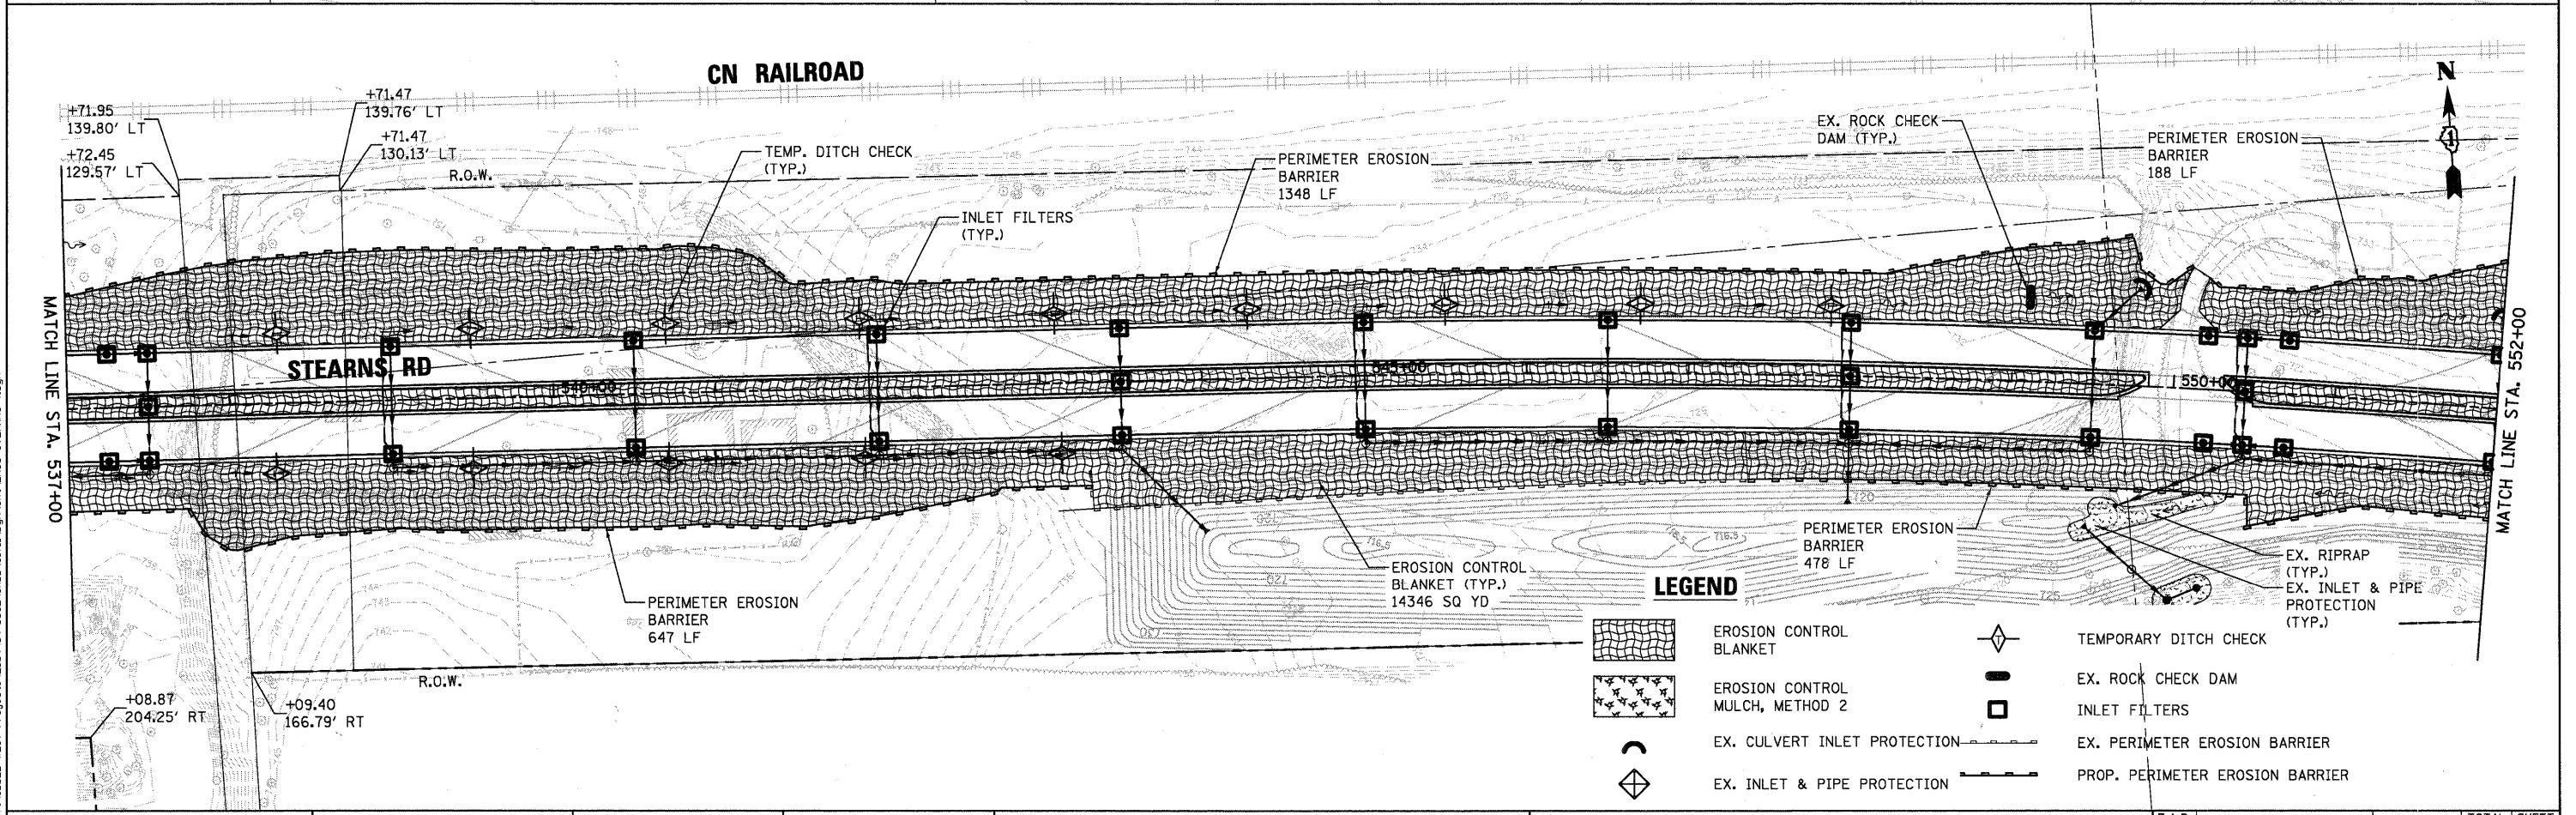 CN RAILROAD
N
+71.95
139.80' LT
+72.45
129.57' LT
+71.47
139.76' LT
+71.47
130.13' LT
R.O.W.
TEMP. DITCH CHECK
(TYP.)
INLET FILTERS
(TYP.)
PERIMETER EROSION
BARRIER
1348 LF
EX. ROCK CHECK
DAM (TYP.)
PERIMETER EROSION
BARRIER
188 LF
MATCH LINE STA. 537+00
STEARNS RD
540+00
545+00
550+00
MATCH LINE STA. 552+00
PERIMETER EROSION
BARRIER
647 LF
EROSION CONTROL
BLANKET (TYP.)
14346 SQ YD
PERIMETER EROSION
BARRIER
478 LF
EX. RIPRAP
(TYP.)
EX. INLET & PIPE
PROTECTION
(TYP.)
R.O.W.
+08.87
204.25' RT
+09.40
166.79' RT
LEGEND
EROSION CONTROL
BLANKET
EROSION CONTROL
MULCH, METHOD 2
EX. CULVERT INLET PROTECTION
EX. INLET & PIPE PROTECTION
TEMPORARY DITCH CHECK
EX. ROCK CHECK DAM
INLET FILTERS
EX. PERIMETER EROSION BARRIER
PROP. PERIMETER EROSION BARRIER